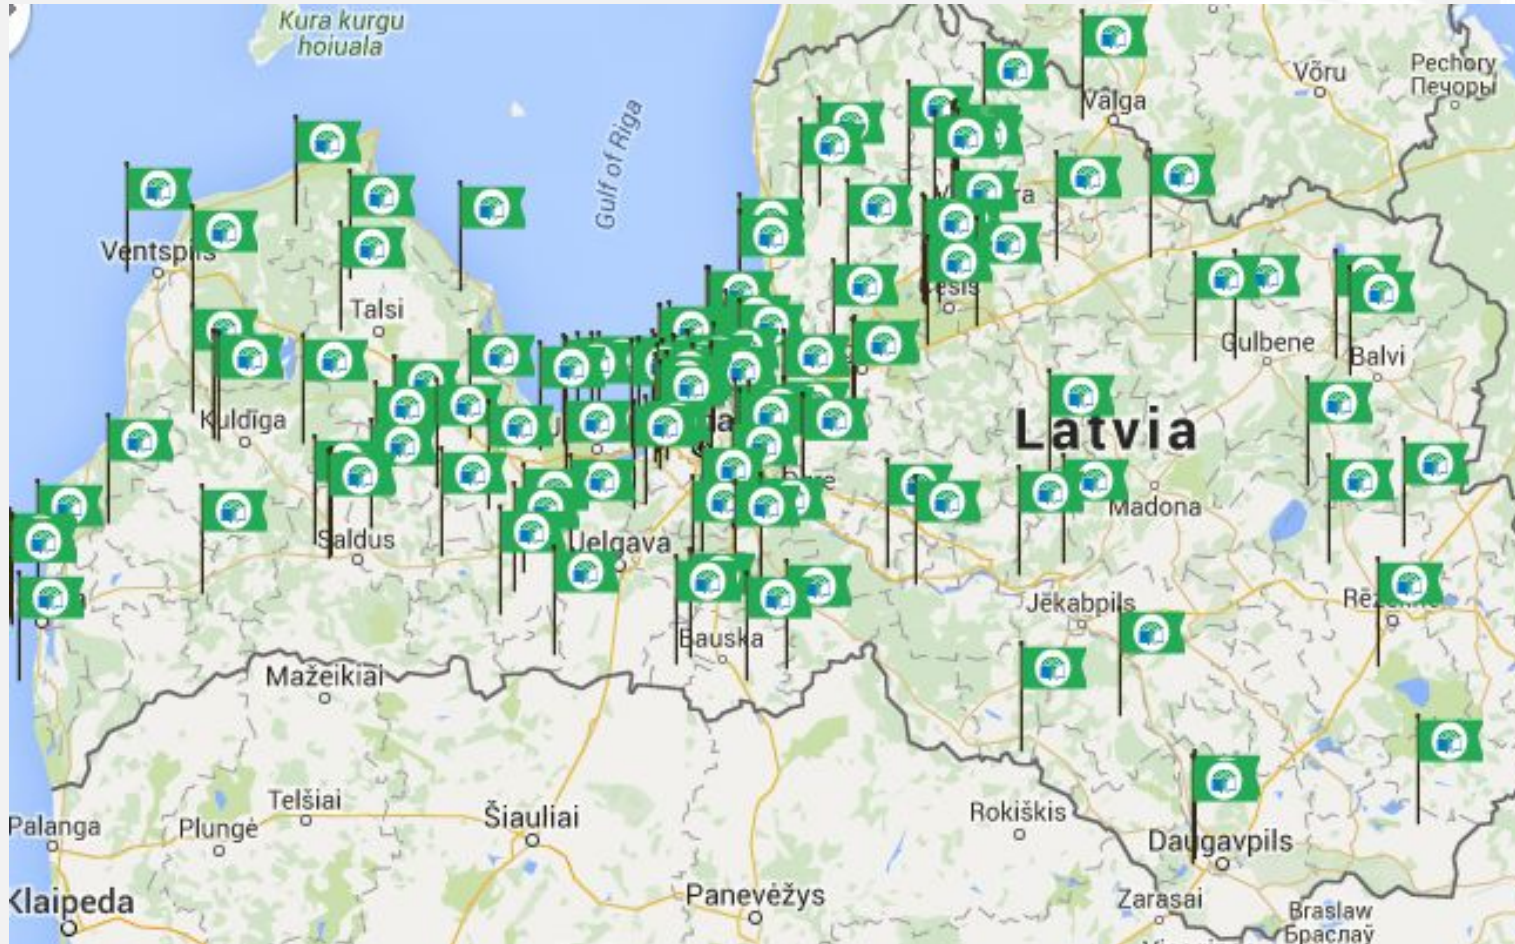 Kura kurgu
hoiuala
Gulf of Riga
Võru
Pechory
Печоры
Valga
Ventspils
Talsi
Gulbene
Balvi
Kuldīga
Latvia
Madona
Saldus
Jelgava
Jēkabpils
Bauska
Mažeikiai
Telšiai
Šiauliai
Rokiškis
Palanga
Plungė
Daugavpils
Klaipeda
Panevėžys
Zarasai
Braslaw
Браслаў